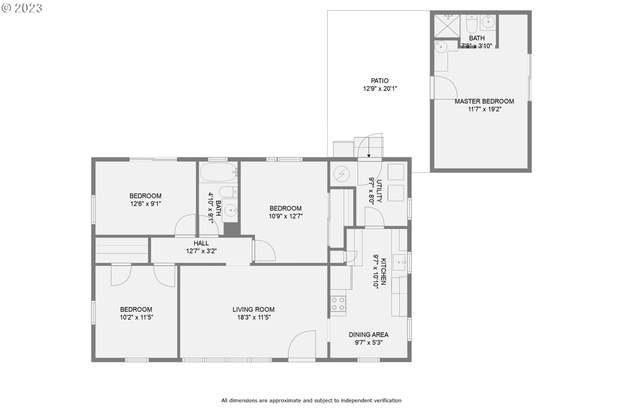 © 2023
BATH
7'8" x 3'10"
PATIO
12'9" x 20'1"
MASTER BEDROOM
11'7" x 19'2"
BEDROOM
12'6" x 9'1"
BATH
4'10" x 9'1"
BEDROOM
10'9" x 12'7"
UTILITY
9'7" x 8'0"
HALL
12'7" x 3'2"
KITCHEN
9'7" x 10'10"
BEDROOM
10'2" x 11'5"
LIVING ROOM
18'3" x 11'5"
DINING AREA
9'7" x 5'3"
All dimensions are approximate and subject to independent verification